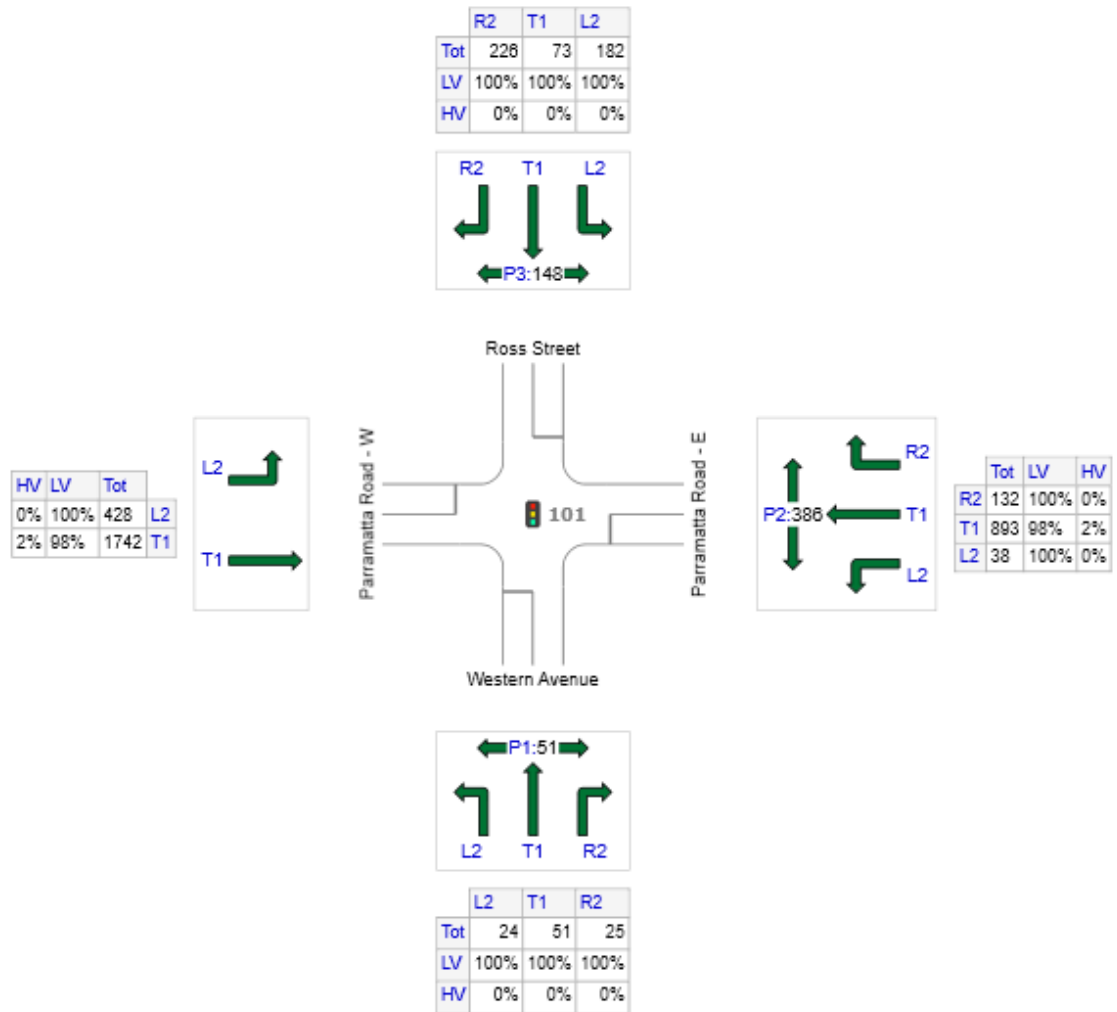 R2 T1 L2
Tot 226 73 182
LV 100% 100% 100%
HV 0% 0% 0%
R2 T1 L2
P3:148
Ross Street
Parramatta Road - W
Parramatta Road - E
101
L2
T1
HV LV Tot
0% 100% 428 L2
2% 98% 1742 T1
R2
P2:386 T1
L2
Tot LV HV
R2 132 100% 0%
T1 893 98% 2%
L2 38 100% 0%
Western Avenue
P1:51
L2 T1 R2
L2 T1 R2
Tot 24 51 25
LV 100% 100% 100%
HV 0% 0% 0%